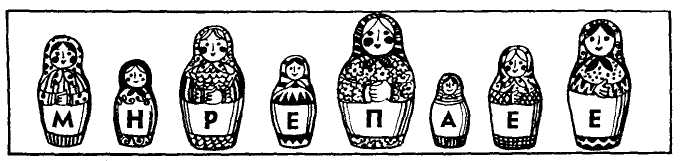 М Н Р Е П А Е Е